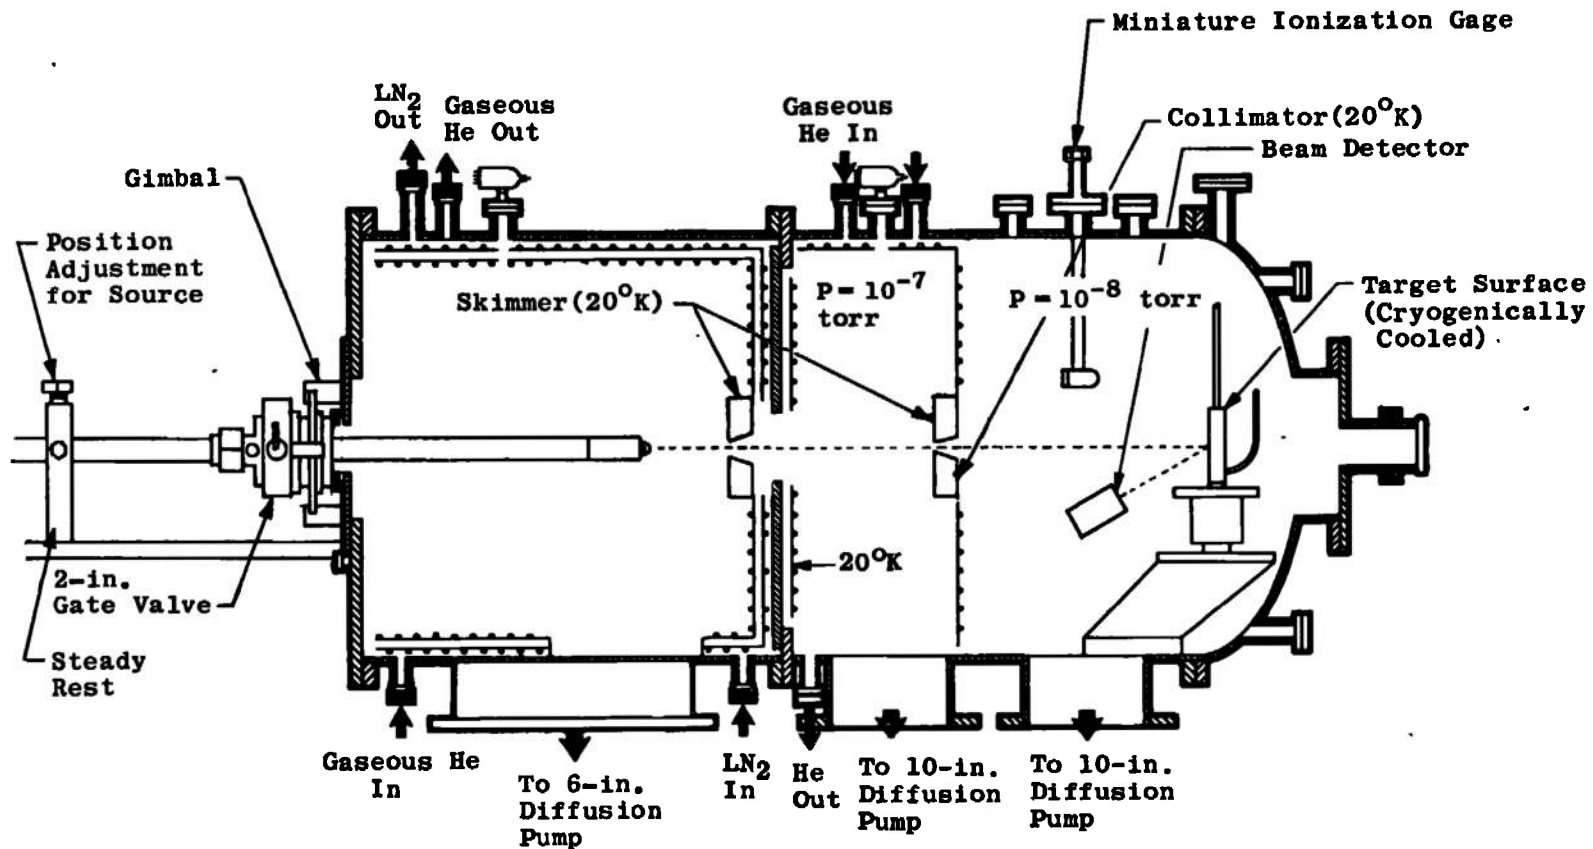 Miniature Ionization Gage
LN2
Out
Gaseous
He Out
Gaseous
He In
Collimator(20°K)
Beam Detector
Gimbal
Position
Adjustment
for Source
Skimmer(20°K)
P = 10-7
torr
P = 10-8 torr
Target Surface
(Cryogenically
Cooled)
20°K
2-in.
Gate Valve
Steady
Rest
Gaseous He
In
To 6-in.
Diffusion
Pump
LN2
In
He
Out
To 10-in.
Diffusion
Pump
To 10-in.
Diffusion
Pump